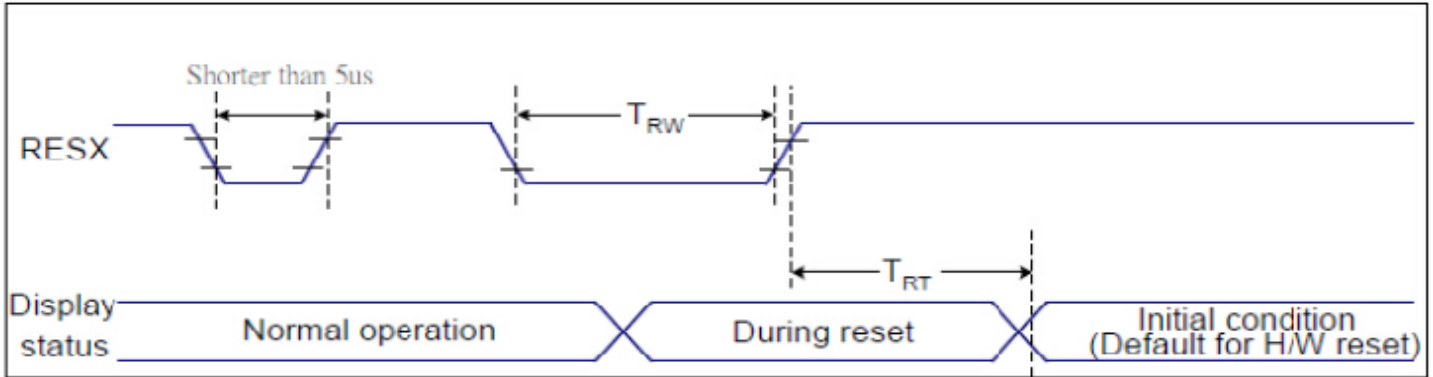 Shorter than 5us
RESX
TRW
TRT
Display
status
Normal operation
During reset
Initial condition
(Default for H/W reset)